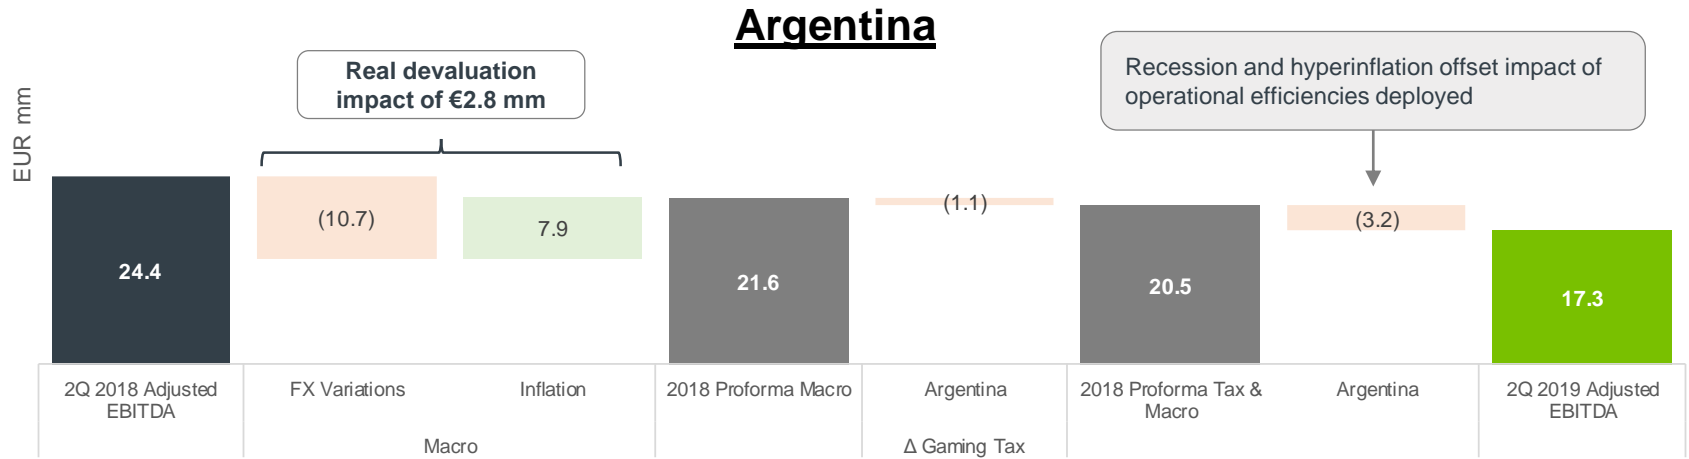 Argentina
Real devaluation
impact of €2.8 mm
Recession and hyperinflation offset impact of
operational efficiencies deployed
EUR mm
24.4
(10.7)
7.9
21.6
(1.1)
20.5
(3.2)
17.3
2Q 2018 Adjusted
EBITDA
FX Variations
Inflation
2018 Proforma Macro
Argentina
2018 Proforma Tax &
Macro
Argentina
2Q 2019 Adjusted
EBITDA
Macro
Δ Gaming Tax